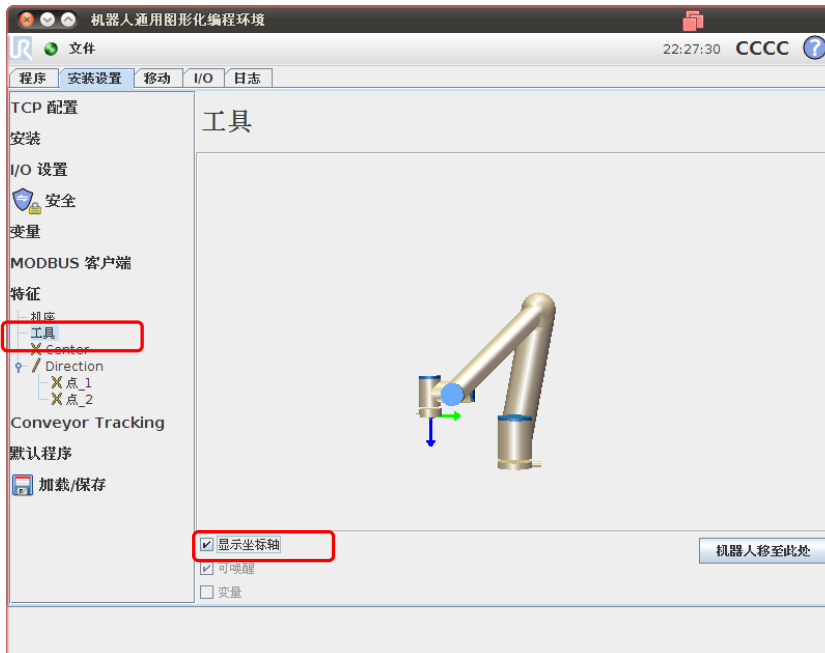 机器人通用图形化编程环境
UR 文件 22:27:30 CCCC ?
程序 安装设置 移动 I/O 日志
TCP 配置
安装
I/O 设置
安全
变量
MODBUS 客户端
特征
机座
工具
Center
Direction
点_1
点_2
Conveyor Tracking
默认程序
加载/保存
工具
显示坐标轴
可唤醒
变量
机器人移至此处